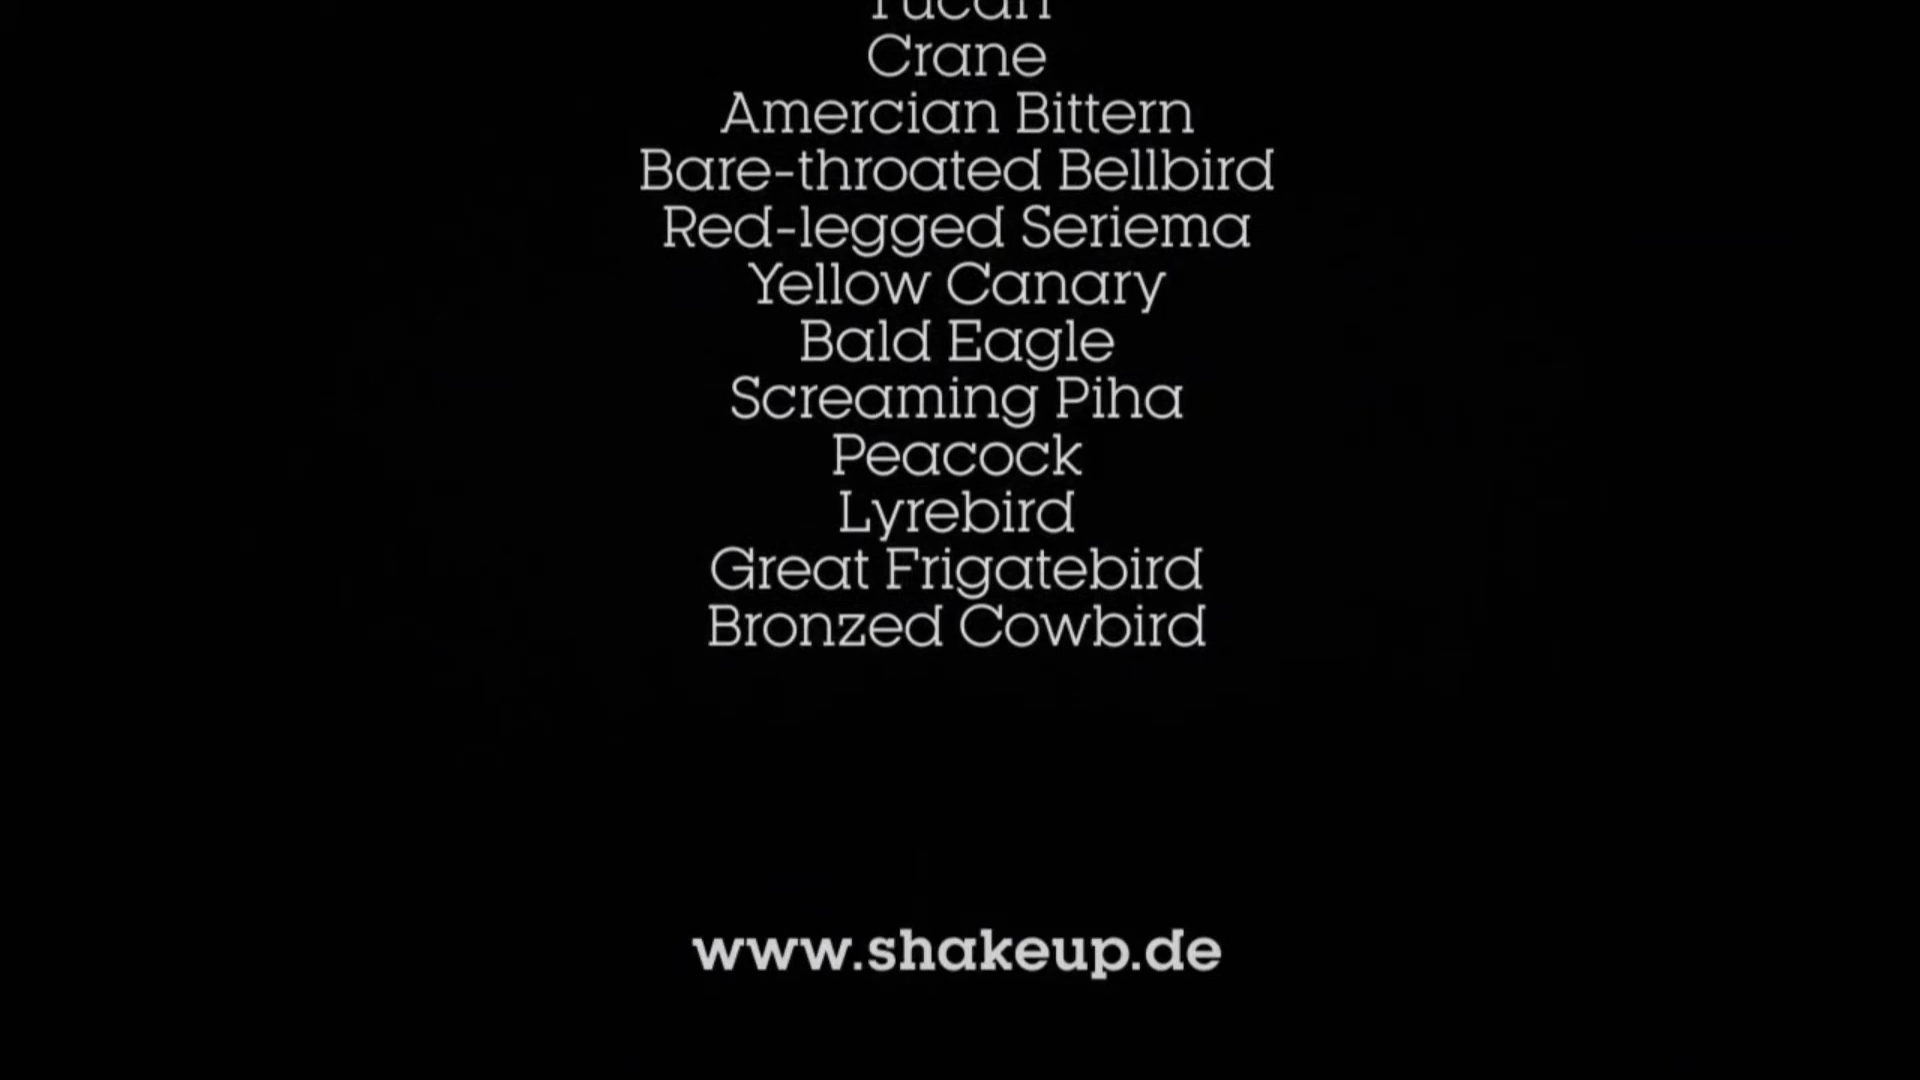 Tucan
Crane
Amercian Bittern
Bare-throated Bellbird
Red-legged Seriema
Yellow Canary
Bald Eagle
Screaming Piha
Peacock
Lyrebird
Great Frigatebird
Bronzed Cowbird
www.shakeup.de